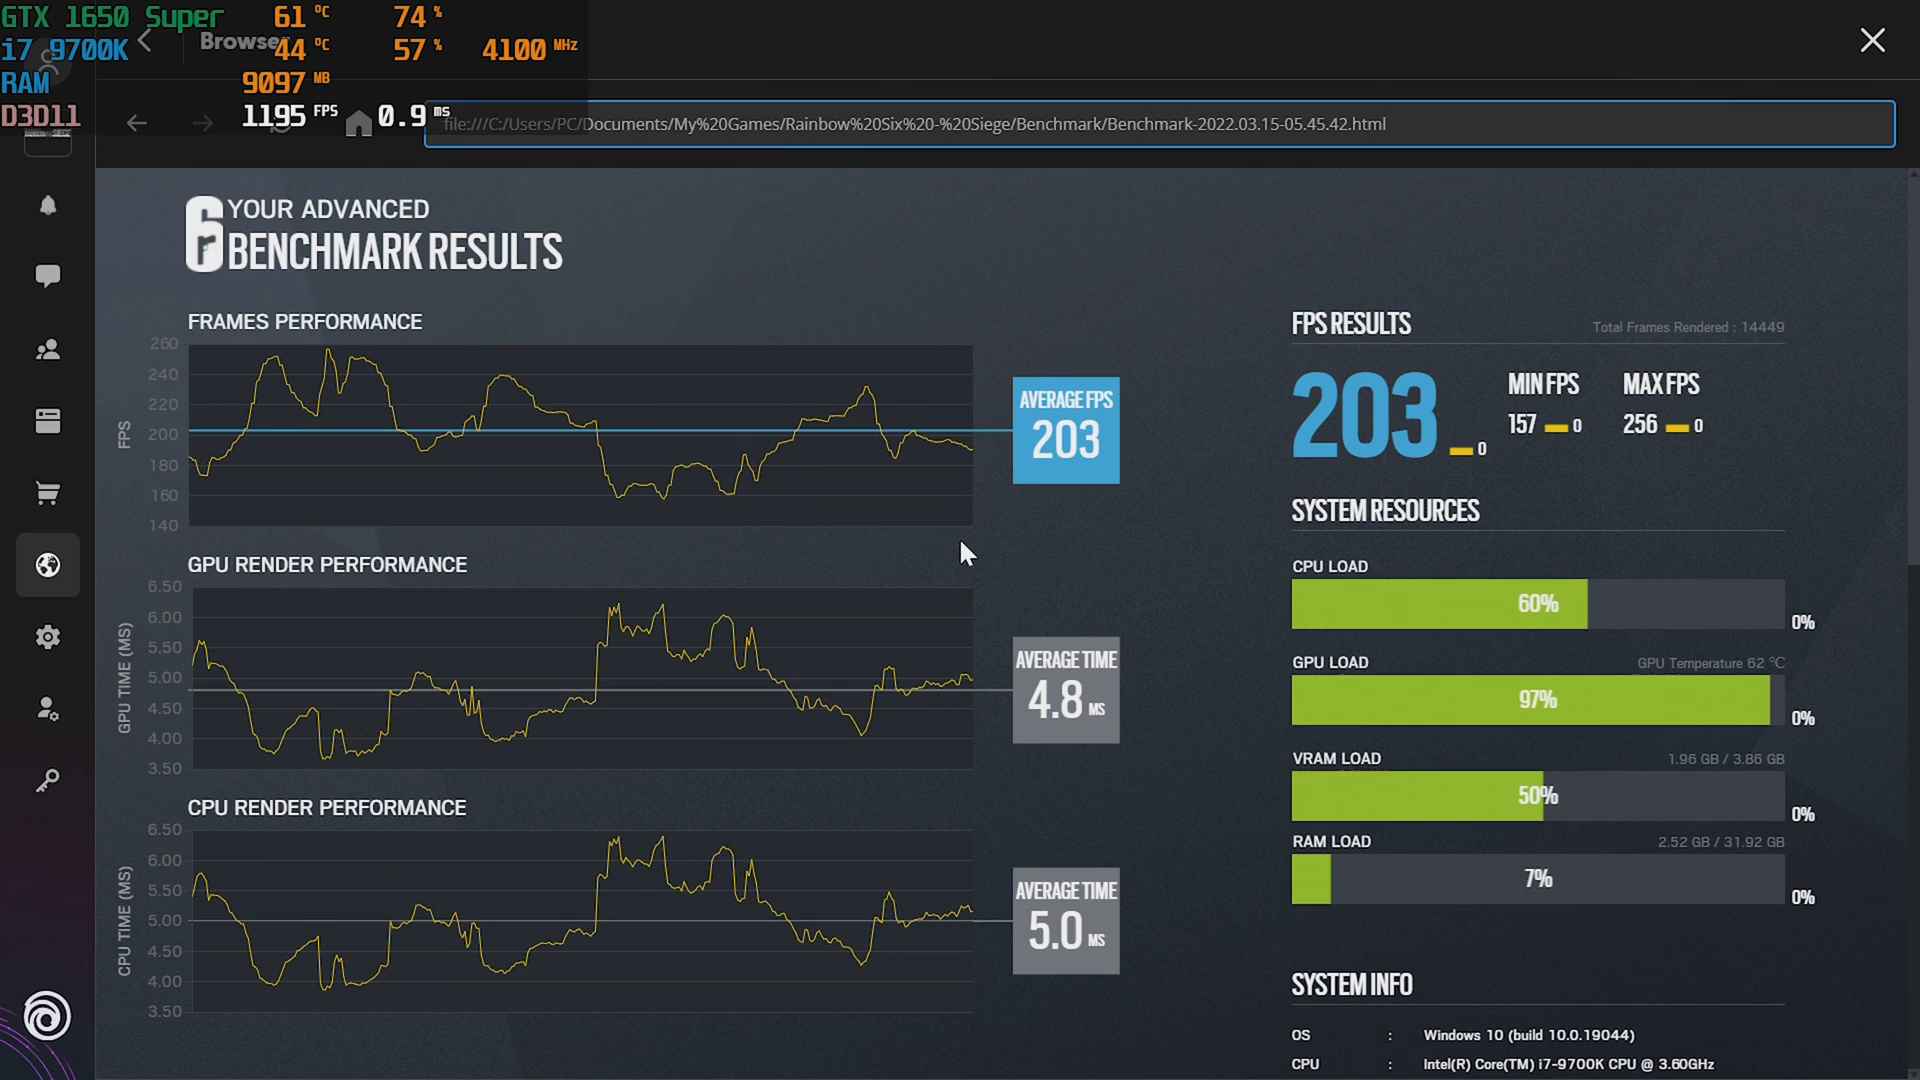 GTX 1650 Super 61 °C 74 %
i7 9700K 44 °C 57 % 4100 MHz
Browser
RAM 9097 MB
D3D11 1195 FPS 0.9 ms
file:///C:/Users/PC/Documents/My%20Games/Rainbow%20Six%20-%20Siege/Benchmark/Benchmark-2022.03.15-05.45.42.html
YOUR ADVANCED
BENCHMARK RESULTS
FRAMES PERFORMANCE
260
240
220
200
180
160
140
FPS
AVERAGE FPS
203
GPU RENDER PERFORMANCE
6.50
6.00
5.50
5.00
4.50
4.00
3.50
GPU TIME (MS)
AVERAGE TIME
4.8 MS
CPU RENDER PERFORMANCE
6.50
6.00
5.50
5.00
4.50
4.00
3.50
CPU TIME (MS)
AVERAGE TIME
5.0 MS
FPS RESULTS
Total Frames Rendered : 14449
203 0
MIN FPS MAX FPS
157 0 256 0
SYSTEM RESOURCES
CPU LOAD
60% 0%
GPU LOAD GPU Temperature 62 °C
97% 0%
VRAM LOAD 1.96 GB / 3.86 GB
50% 0%
RAM LOAD 2.52 GB / 31.92 GB
7% 0%
SYSTEM INFO
OS : Windows 10 (build 10.0.19044)
CPU : Intel(R) Core(TM) i7-9700K CPU @ 3.60GHz